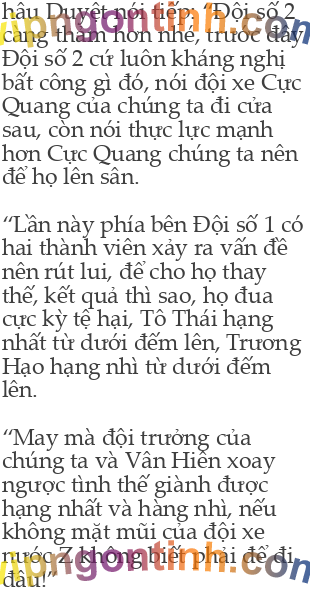 hâu Duyệt nói tiếp: “Đội số 2
càng thảm hơn nhé, trước đây
Đội số 2 cứ luôn kháng nghị
bất công gì đó, nói đội xe Cực
Quang của chúng ta đi cửa
sau, còn nói thực lực mạnh
hơn Cực Quang chúng ta nên
để họ lên sân.
“Lần này phía bên Đội số 1 có
hai thành viên xảy ra vấn đề
nên rút lui, để cho họ thay
thế, kết quả thì sao, họ đua
cực kỳ tệ hại, Tô Thái hạng
nhất từ dưới đếm lên, Trương
Hạo hạng nhì từ dưới đếm
lên.
“May mà đội trưởng của
chúng ta và Vân Hiên xoay
ngược tình thế giành được
hạng nhất và hàng nhì, nếu
không mặt mũi của đội xe
nước Z không biết phải để đi
đâu!”